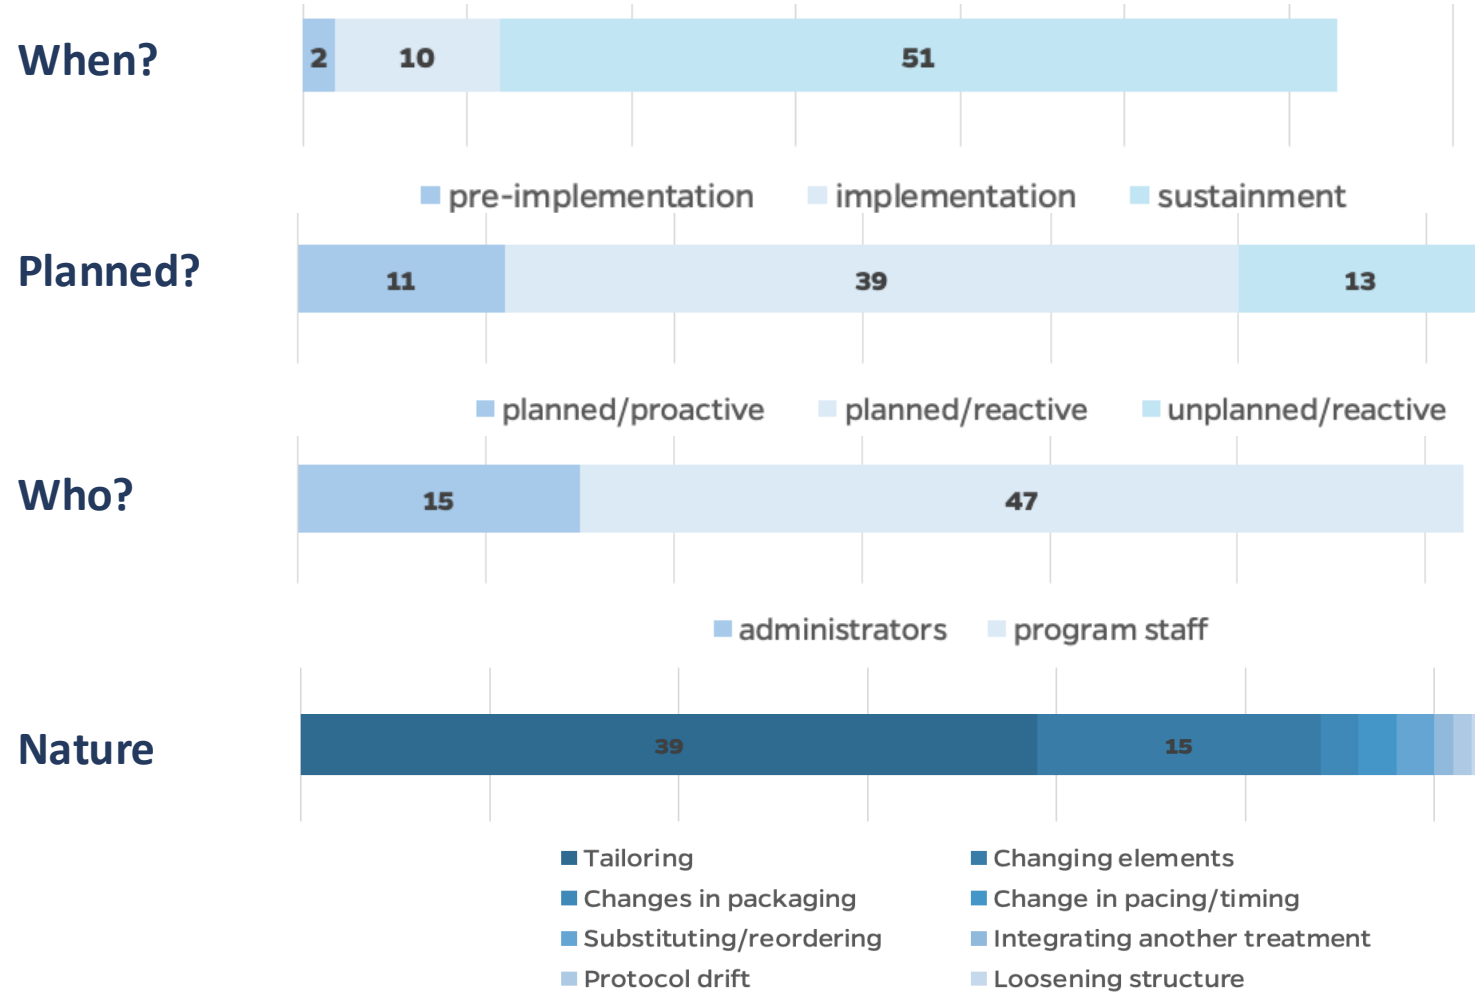 When?
2 10 51
pre-implementation implementation sustainment
Planned?
11 39 13
planned/proactive planned/reactive unplanned/reactive
Who?
15 47
administrators program staff
Nature
39 15
Tailoring Changing elements
Changes in packaging Change in pacing/timing
Substituting/reordering Integrating another treatment
Protocol drift Loosening structure